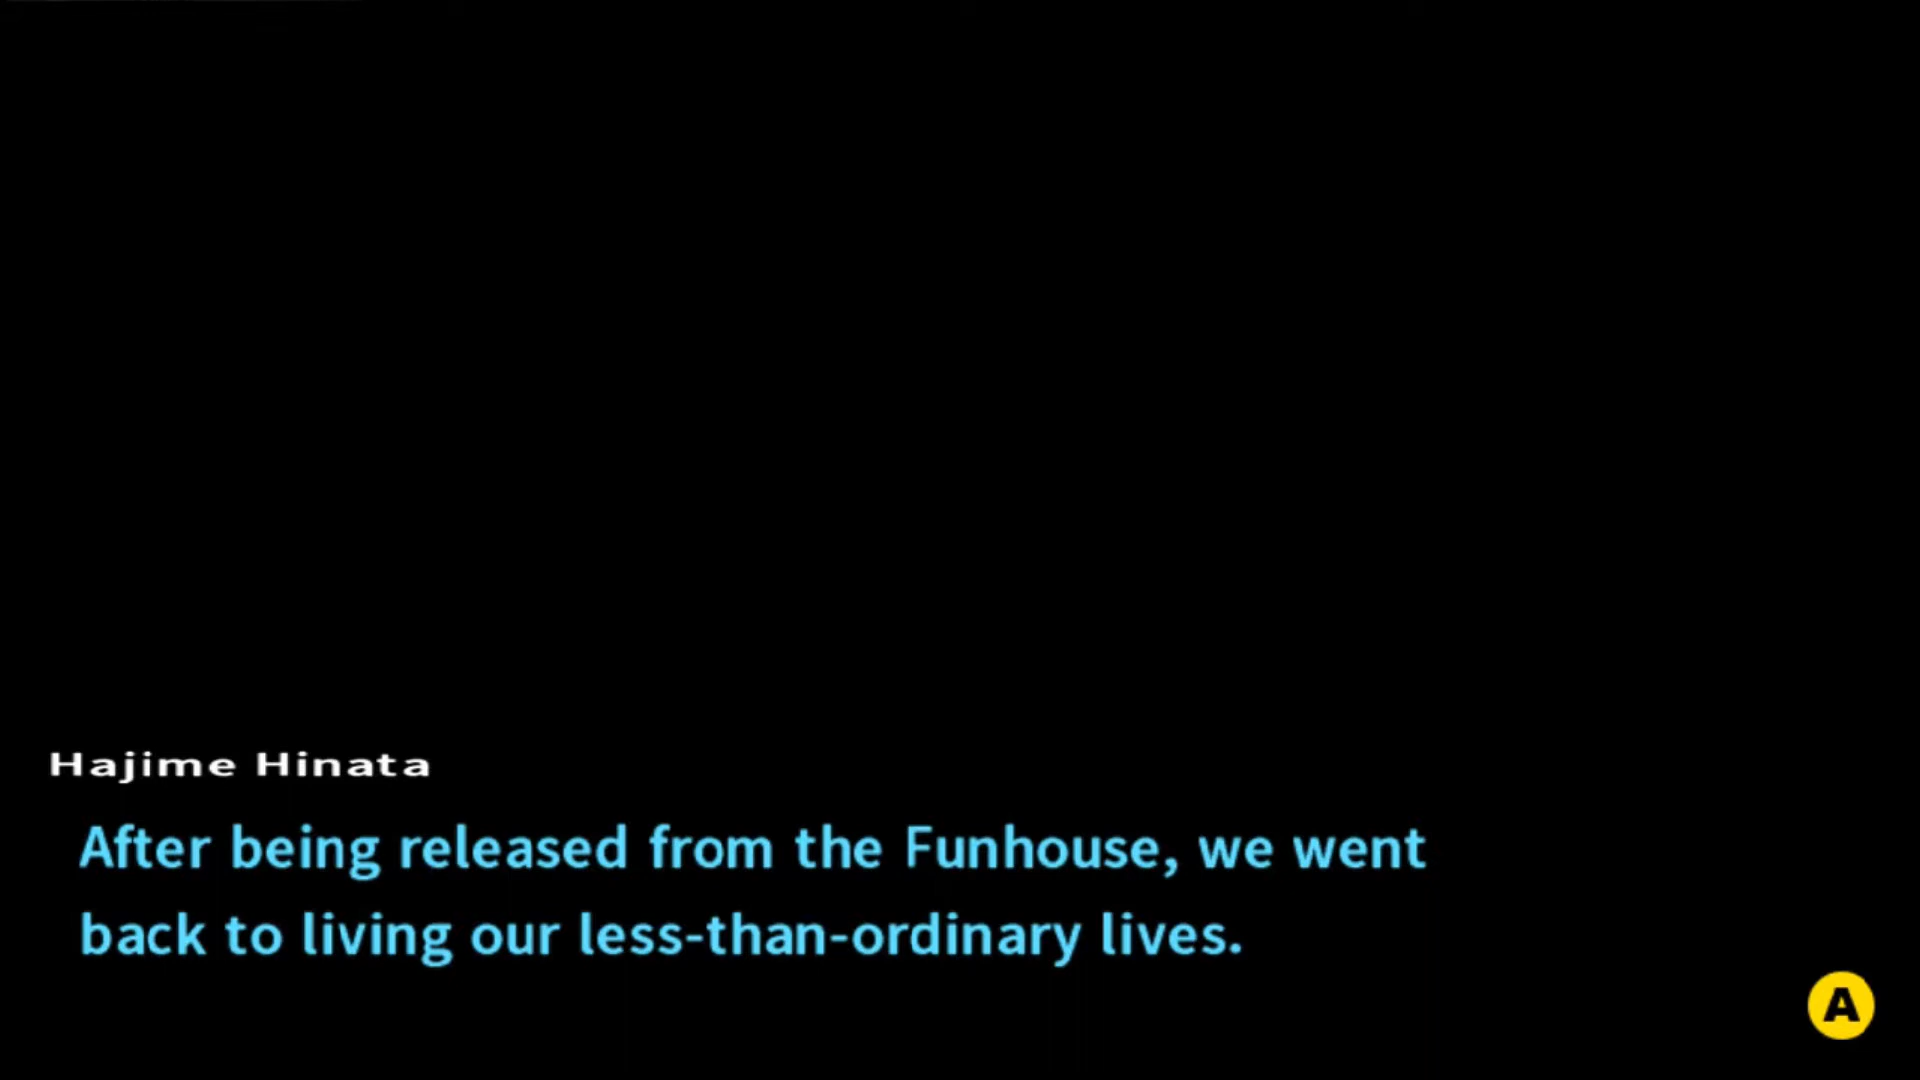 Hajime Hinata
After being released from the Funhouse, we went
back to living our less-than-ordinary lives.
A